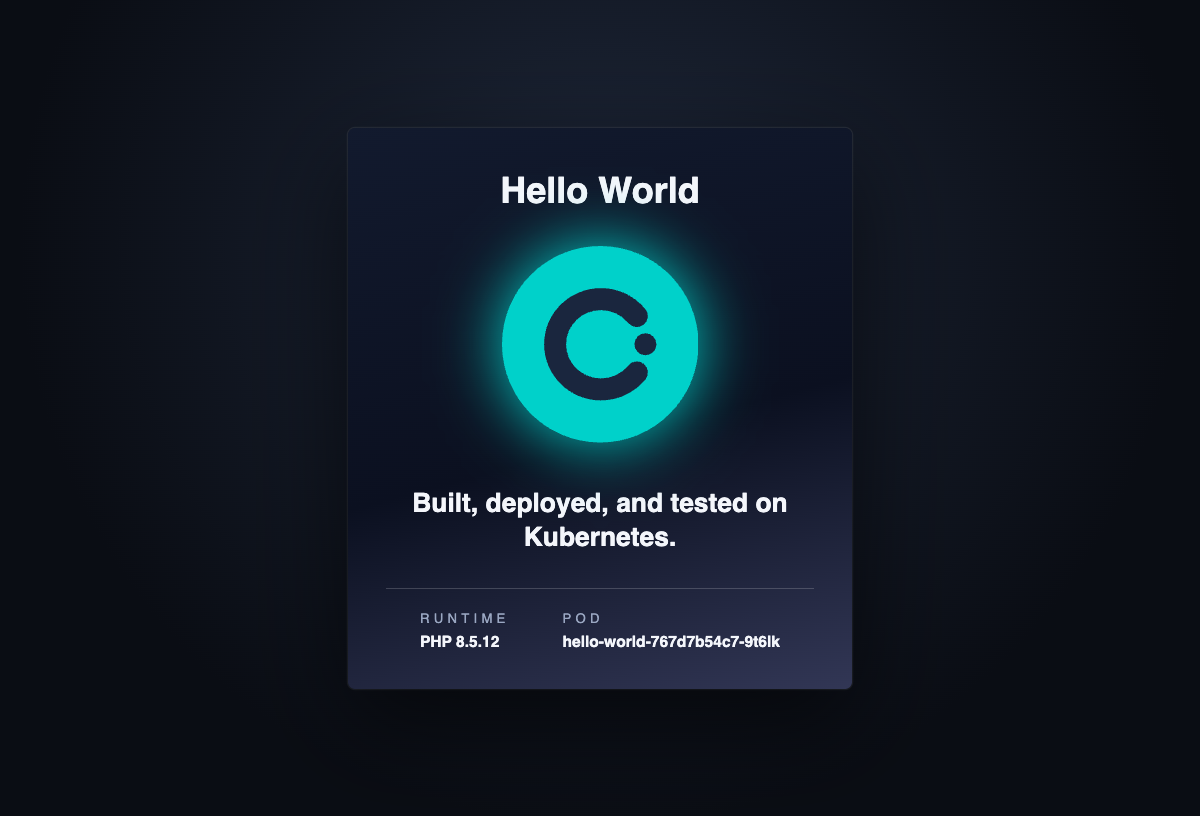 Hello World
Built, deployed, and tested on
Kubernetes.
RUNTIME
PHP 8.5.12
POD
hello-world-767d7b54c7-9t6lk